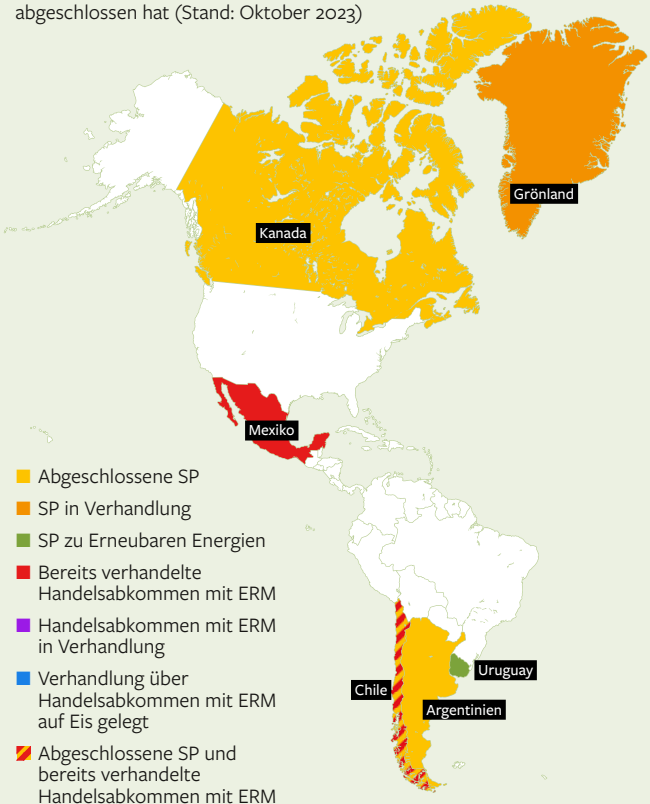 abgeschlossen hat (Stand: Oktober 2023)
Grönland
Kanada
Mexiko
Abgeschlossene SP
SP in Verhandlung
SP zu Erneubaren Energien
Bereits verhandelte
Handelsabkommen mit ERM
Handelsabkommen mit ERM
in Verhandlung
Verhandlung über
Handelsabkommen mit ERM
auf Eis gelegt
Abgeschlossene SP und
bereits verhandelte
Handelsabkommen mit ERM
Uruguay
Chile
Argentinien